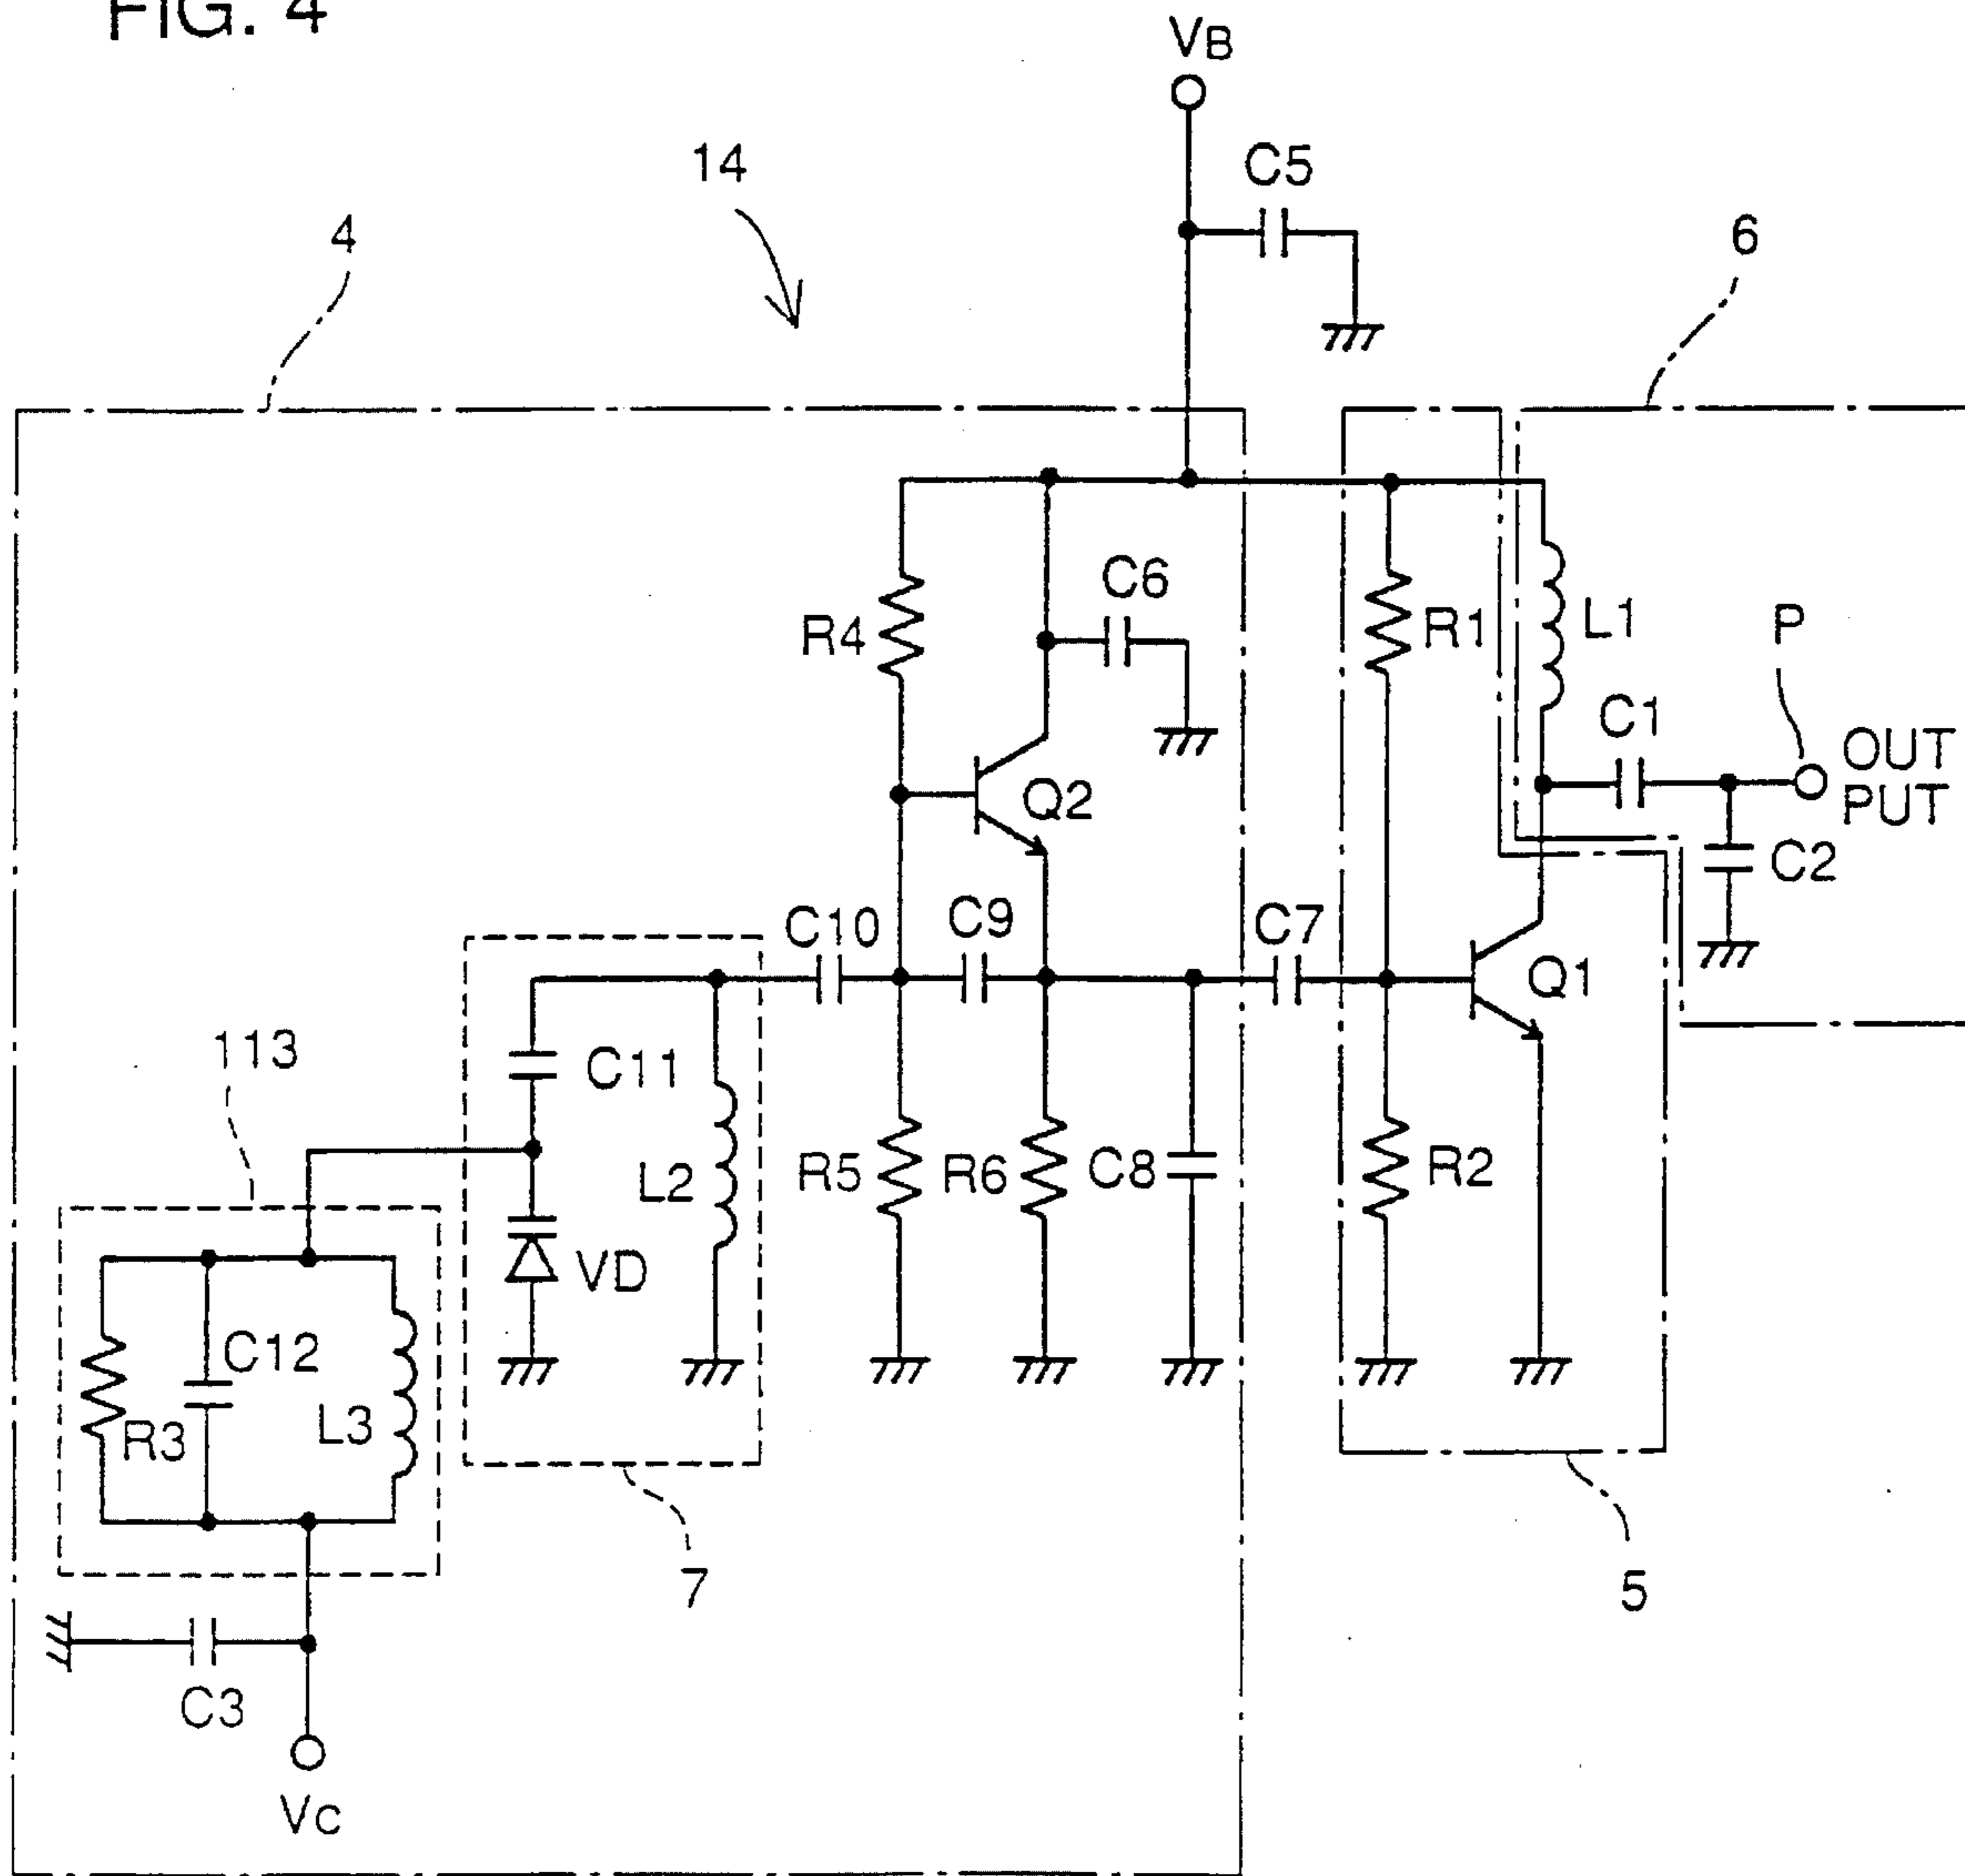 FIG. 4
VB
14
C5
4
6
C6
R4
R1
L1
P
C1
OUT
PUT
Q2
C2
C10
C9
C7
Q1
113
C11
L2
R5
R6
C8
R2
VD
C12
R3
L3
7
5
C3
VC